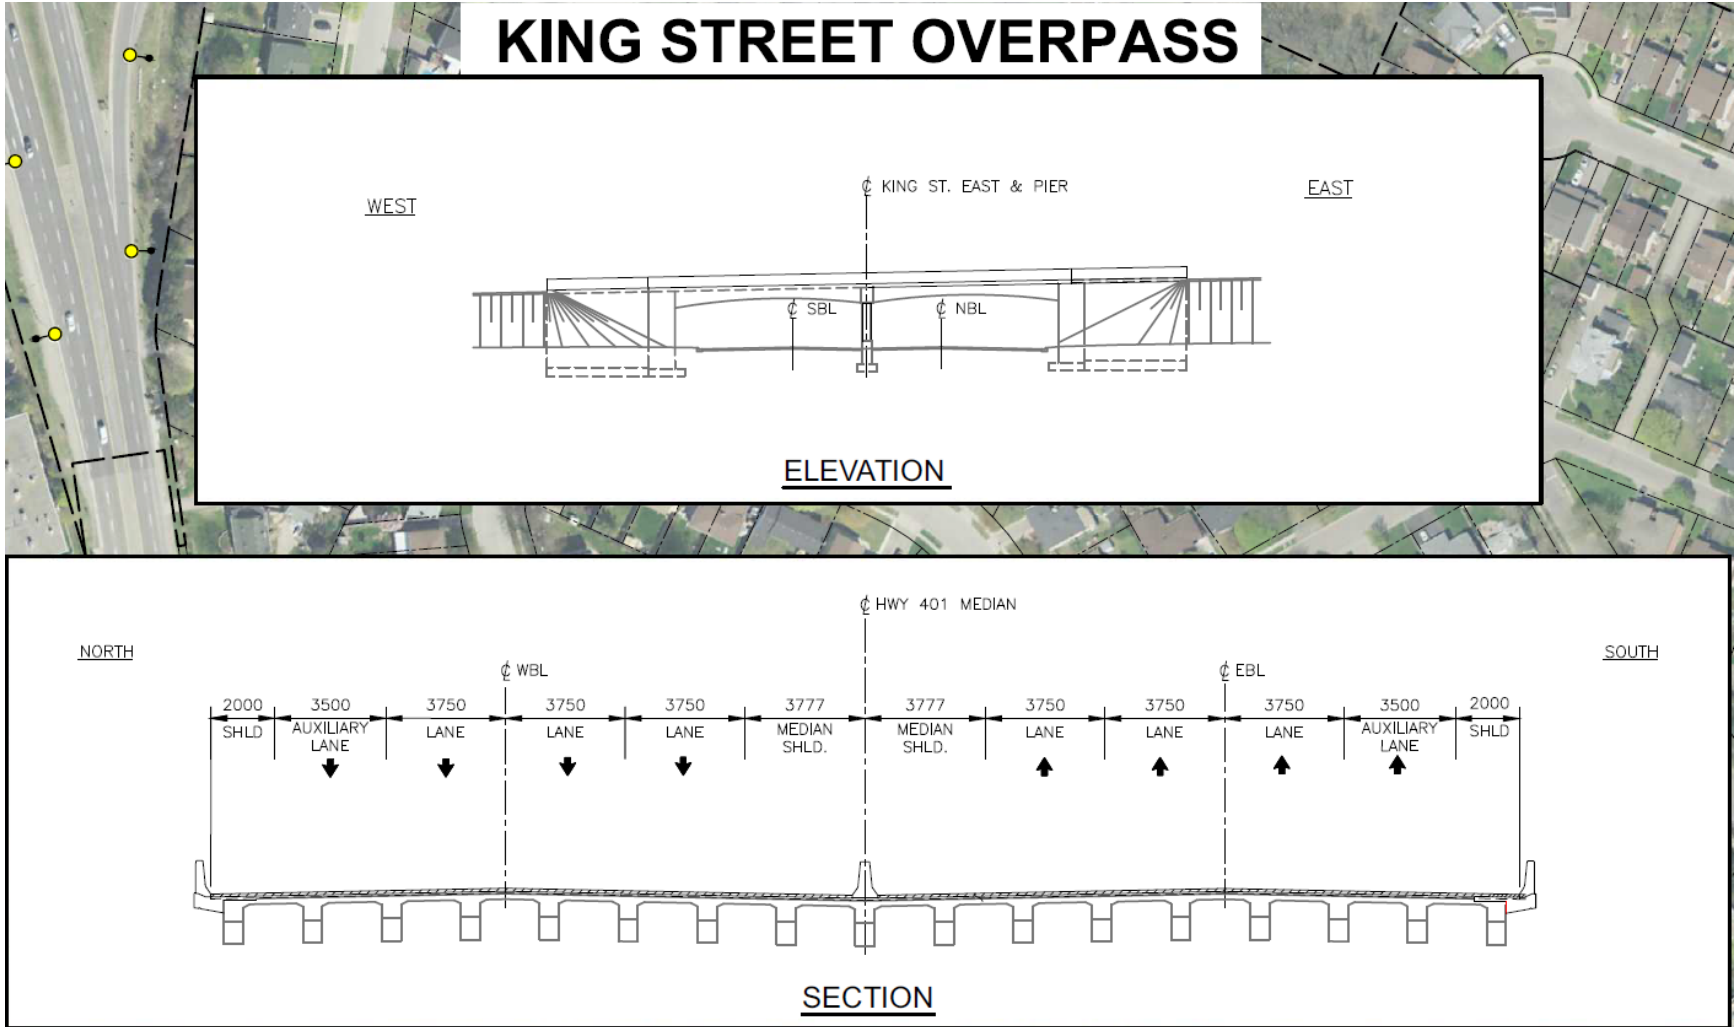 KING STREET OVERPASS
℄ KING ST. EAST & PIER
WEST
EAST
℄ SBL
℄ NBL
ELEVATION
℄ HWY 401 MEDIAN
NORTH
SOUTH
℄ WBL
℄ EBL
2000 3500 3750 3750 3750 3777 3777 3750 3750 3750 3500 2000
SHLD AUXILIARY LANE LANE LANE MEDIAN MEDIAN LANE LANE LANE AUXILIARY SHLD
LANE SHLD. SHLD. LANE
SECTION